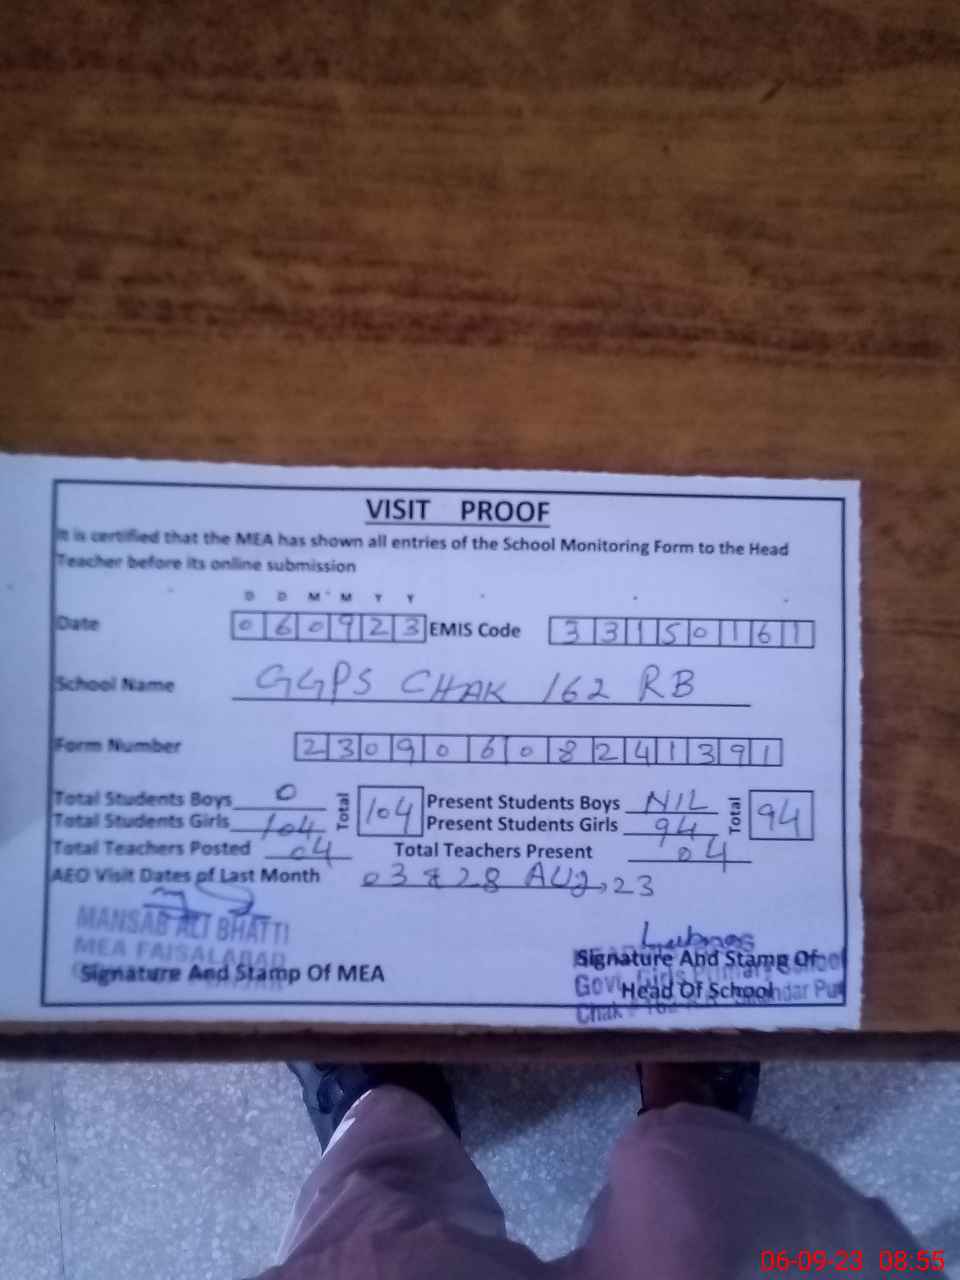 VISIT PROOF
It is certified that the MEA has shown all entries of the School Monitoring Form to the Head
Teacher before its online submission
D D M M Y Y
Date 060923 EMIS Code 33150161
School Name GGPS CHAK 162 RB
Form Number 23090608241391
Total Students Boys 0 Total 104 Present Students Boys NIL Total 94
Total Students Girls 104 Present Students Girls 94
Total Teachers Posted 04 Total Teachers Present 04
AEO Visit Dates of Last Month 03 & 28 AUG, 23
MANSAB ALI BHATTI
MEA FAISALABAD
Signature And Stamp Of MEA
Signature And Stamp Of
Govt. Girls Primary School
Head Of School
Chak #
06-09-23 08:55